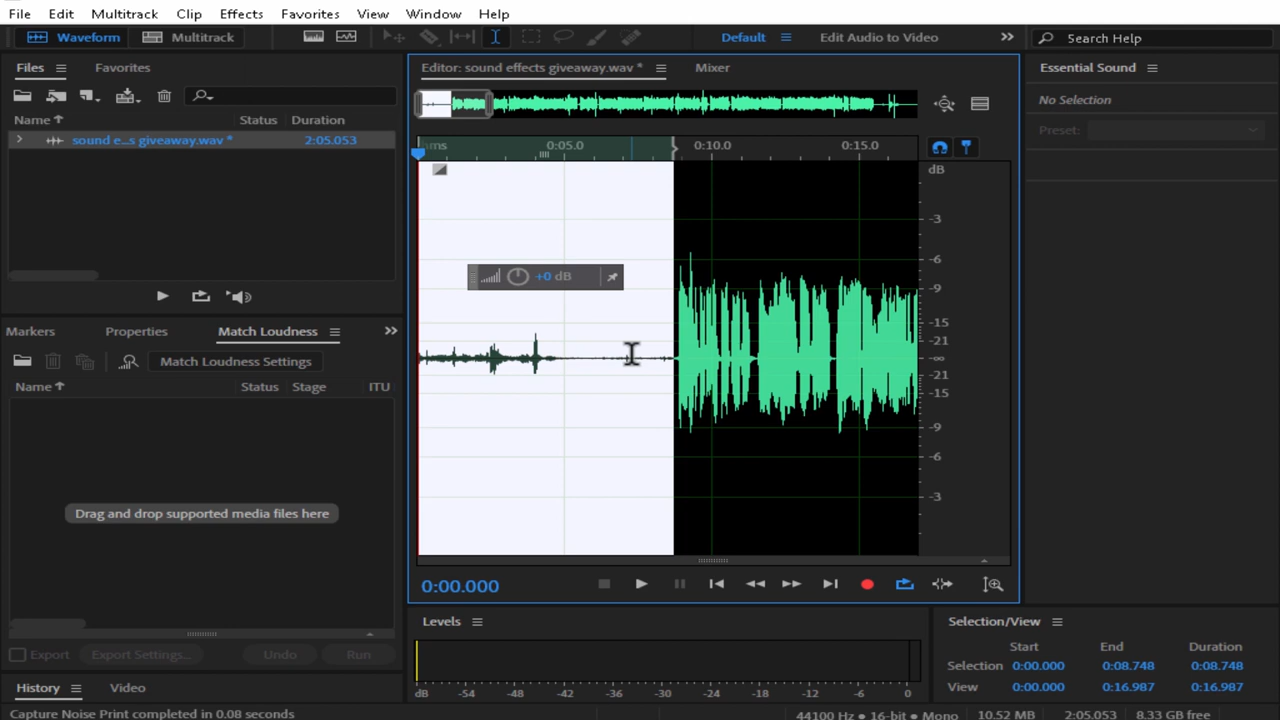 File Edit Multitrack Clip Effects Favorites View Window Help
Waveform Multitrack Default Edit Audio to Video Search Help
Files Favorites Editor: sound effects giveaway.wav * Mixer Essential Sound
No Selection
Name Status Duration
Preset:
sound e...s giveaway.wav * 2:05.053
ms 0:05.0 0:10.0 0:15.0
dB
-3
-6
+0 dB
-9
-15
-21
-∞
-21
-15
-9
-6
-3
Markers Properties Match Loudness
Match Loudness Settings
Name Status Stage ITU
Drag and drop supported media files here
0:00.000
Export Export Settings... Undo Run
Levels
dB -54 -48 -42 -36 -30 -24 -18 -12 -6 0
Selection/View
Start End Duration
Selection 0:00.000 0:08.748 0:08.748
View 0:00.000 0:16.987 0:16.987
History Video
Capture Noise Print completed in 0.08 seconds
44100 Hz • 16-bit • Mono 10.52 MB 2:05.053 8.33 GB free